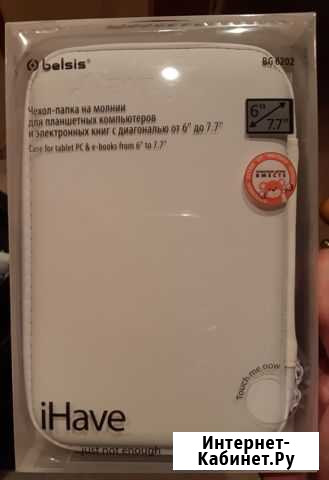 belsis®
BG 6202
Чехол-папка на молнии
для планшетных компьютеров
и электронных книг с диагональю от 6" до 7.7"
Case for tablet PC & e-books from 6" to 7.7"
6"
7.7"
ВМЕСТЕ
Touch me now
iHave
just not enough
Интернет-
Кабинет.Ру